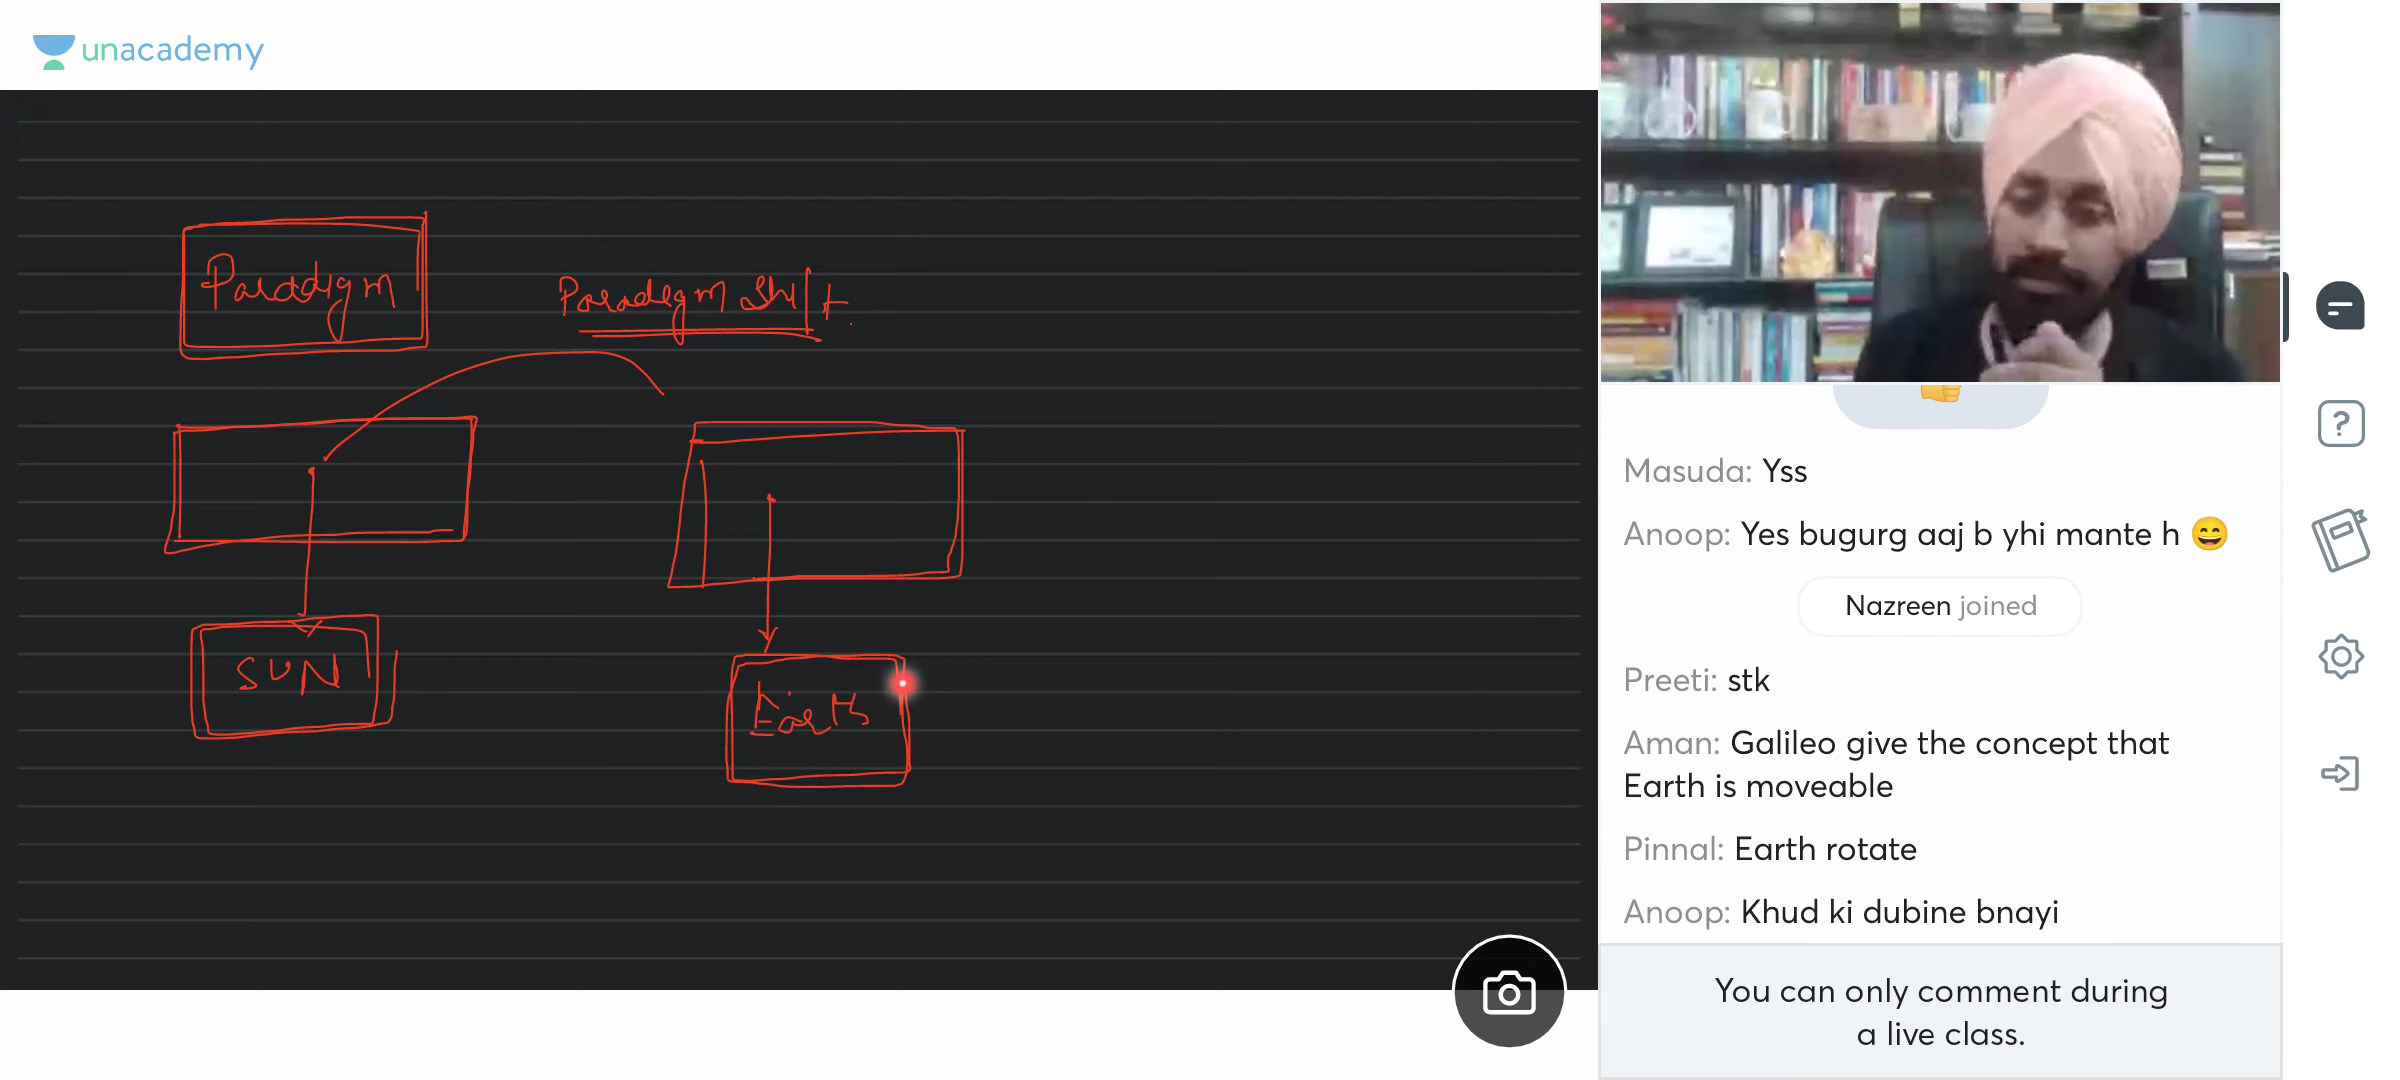 unacademy
Paradigm
Paradigm Shift
SUN
Earth
Masuda: Yss
Anoop: Yes bugurg aaj b yhi mante h 😄
Nazreen joined
Preeti: stk
Aman: Galileo give the concept that
Earth is moveable
Pinnal: Earth rotate
Anoop: Khud ki dubine bnayi
You can only comment during
a live class.
?